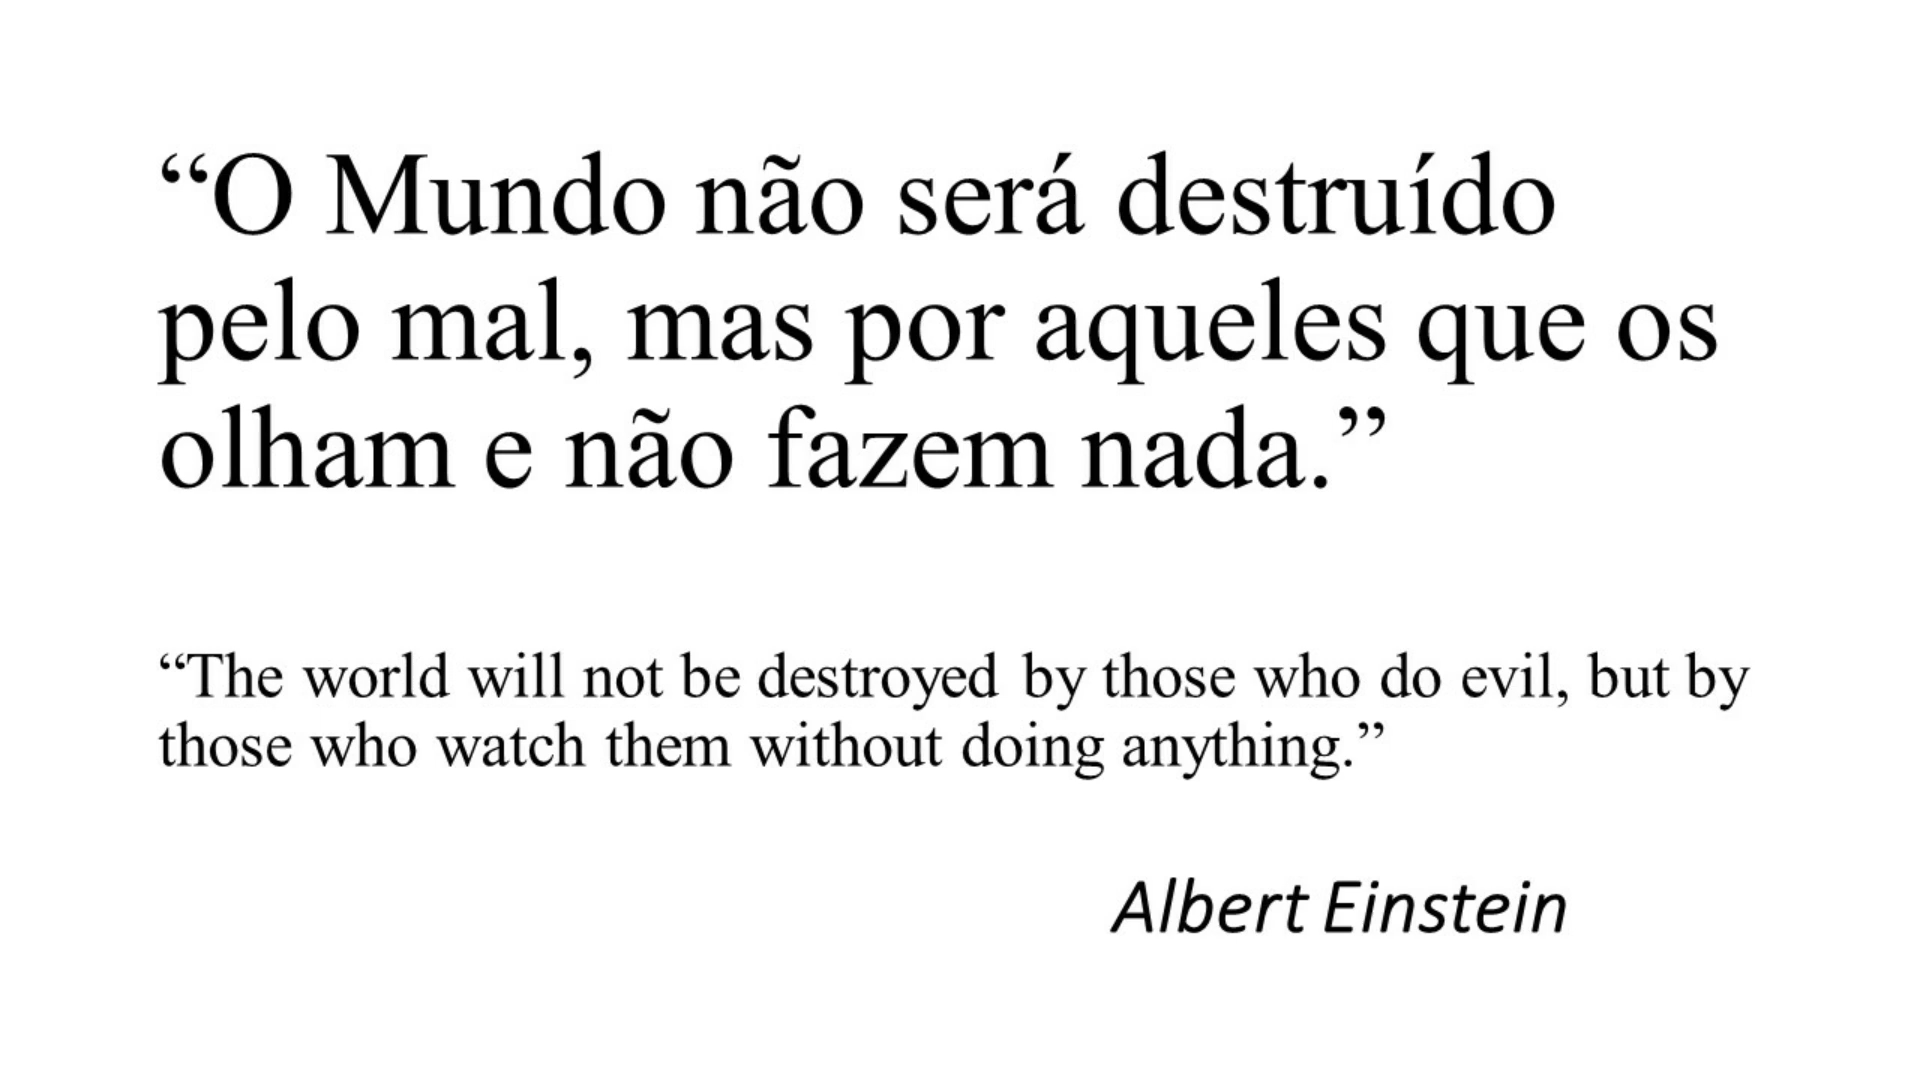 “O Mundo não será destruído
pelo mal, mas por aqueles que os
olham e não fazem nada.”
“The world will not be destroyed by those who do evil, but by
those who watch them without doing anything.”
Albert Einstein